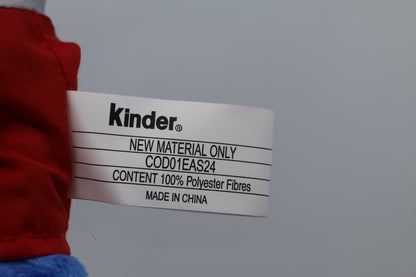 Kinder®
NEW MATERIAL ONLY
COD01EAS24
CONTENT 100% Polyester Fibres
MADE IN CHINA